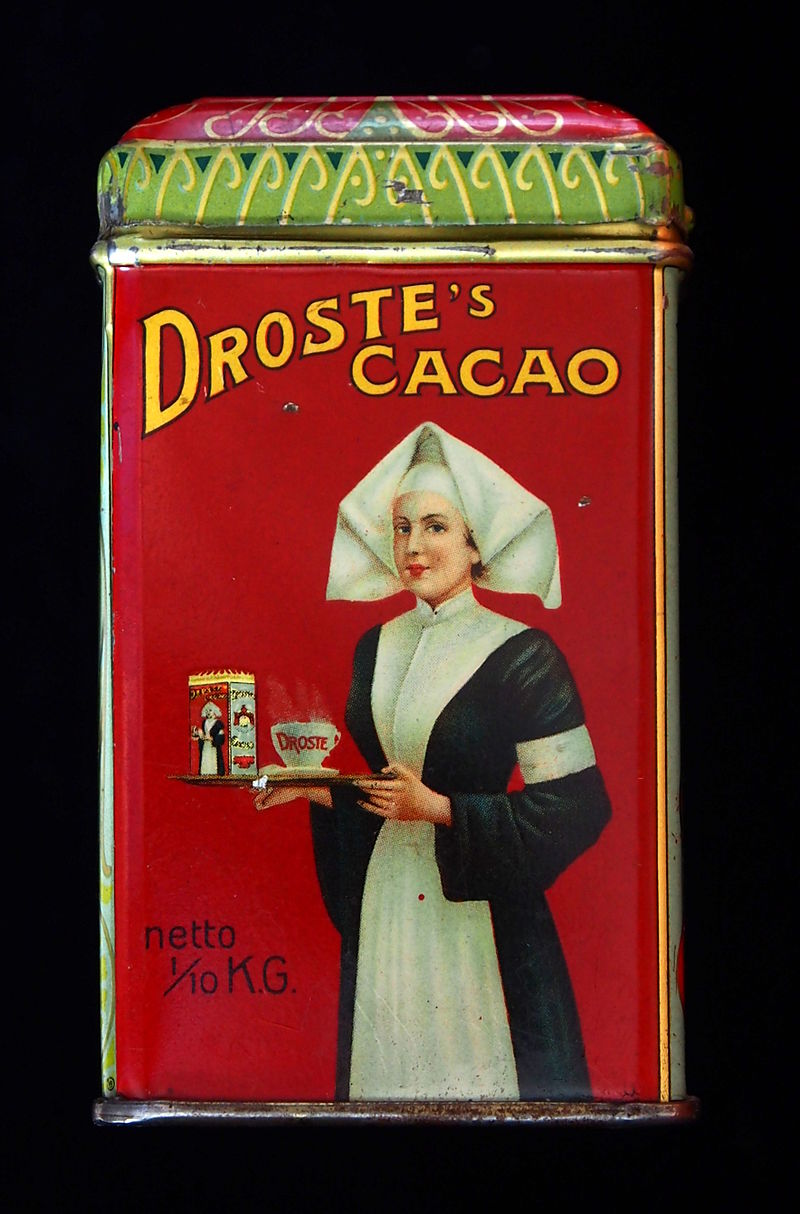 DROSTE'S
CACAO
DROSTE
netto
1/10 K.G.